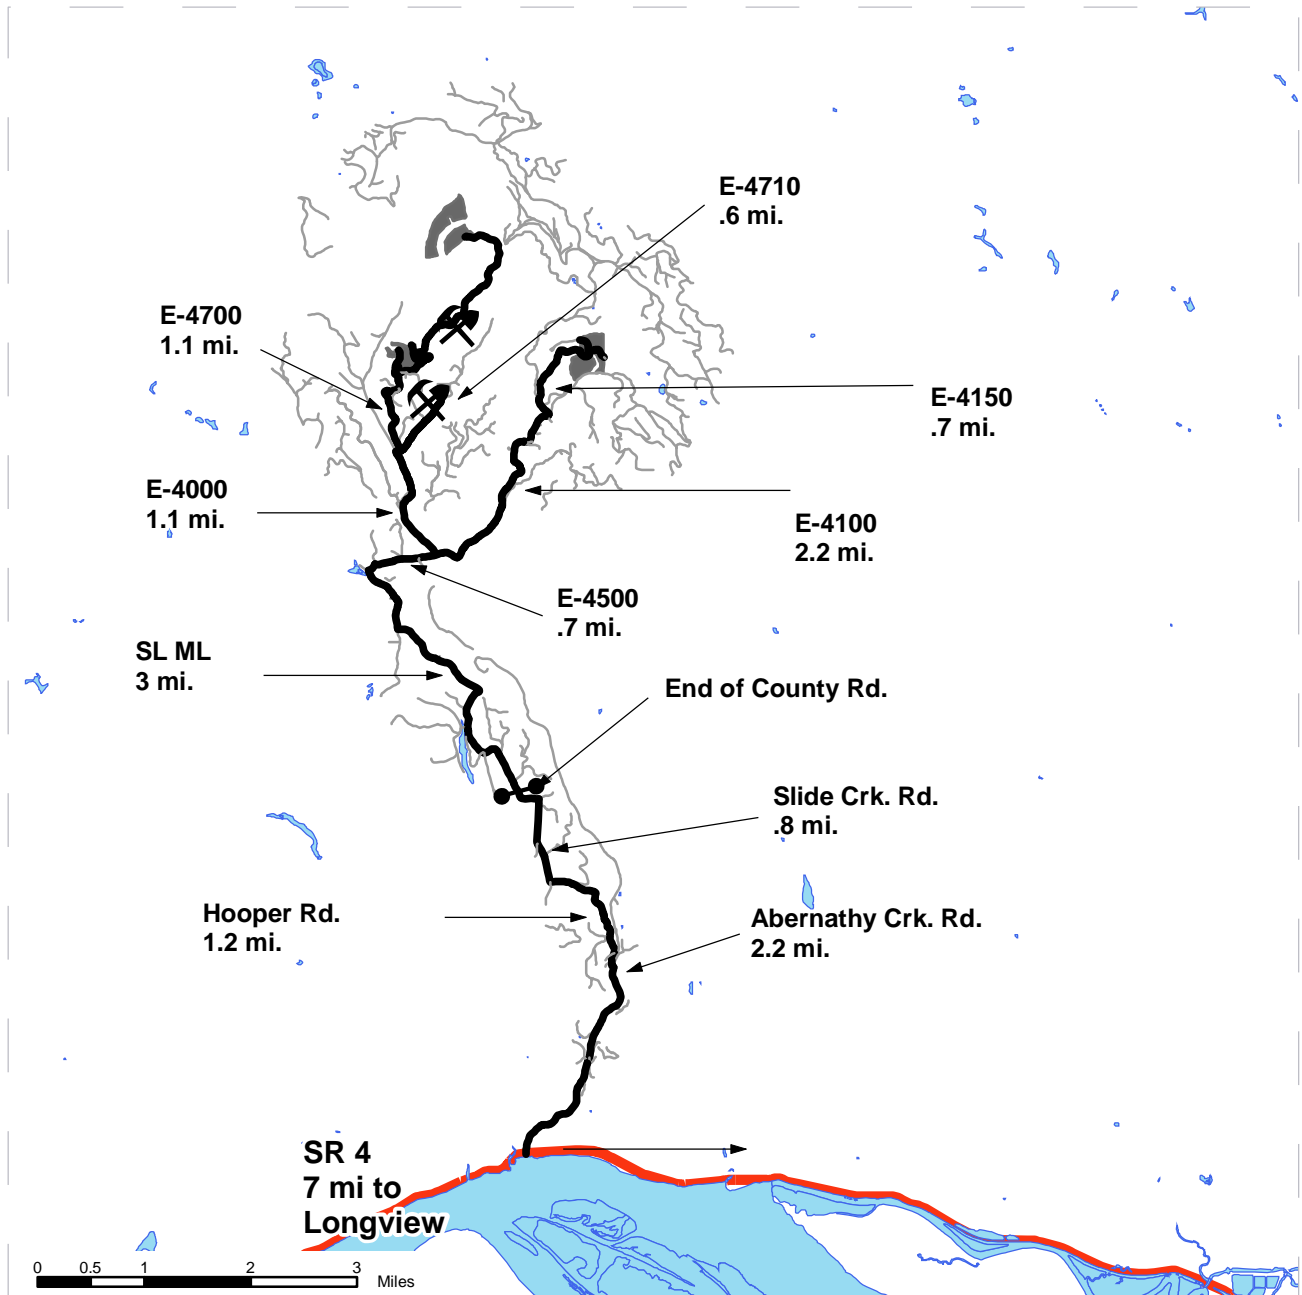 E-4710
.6 mi.
E-4700
1.1 mi.
E-4150
.7 mi.
E-4000
1.1 mi.
E-4100
2.2 mi.
E-4500
.7 mi.
SL ML
3 mi.
End of County Rd.
Slide Crk. Rd.
.8 mi.
Hooper Rd.
1.2 mi.
Abernathy Crk. Rd.
2.2 mi.
SR 4
7 mi to
Longview
0 0.5 1 2 3
Miles